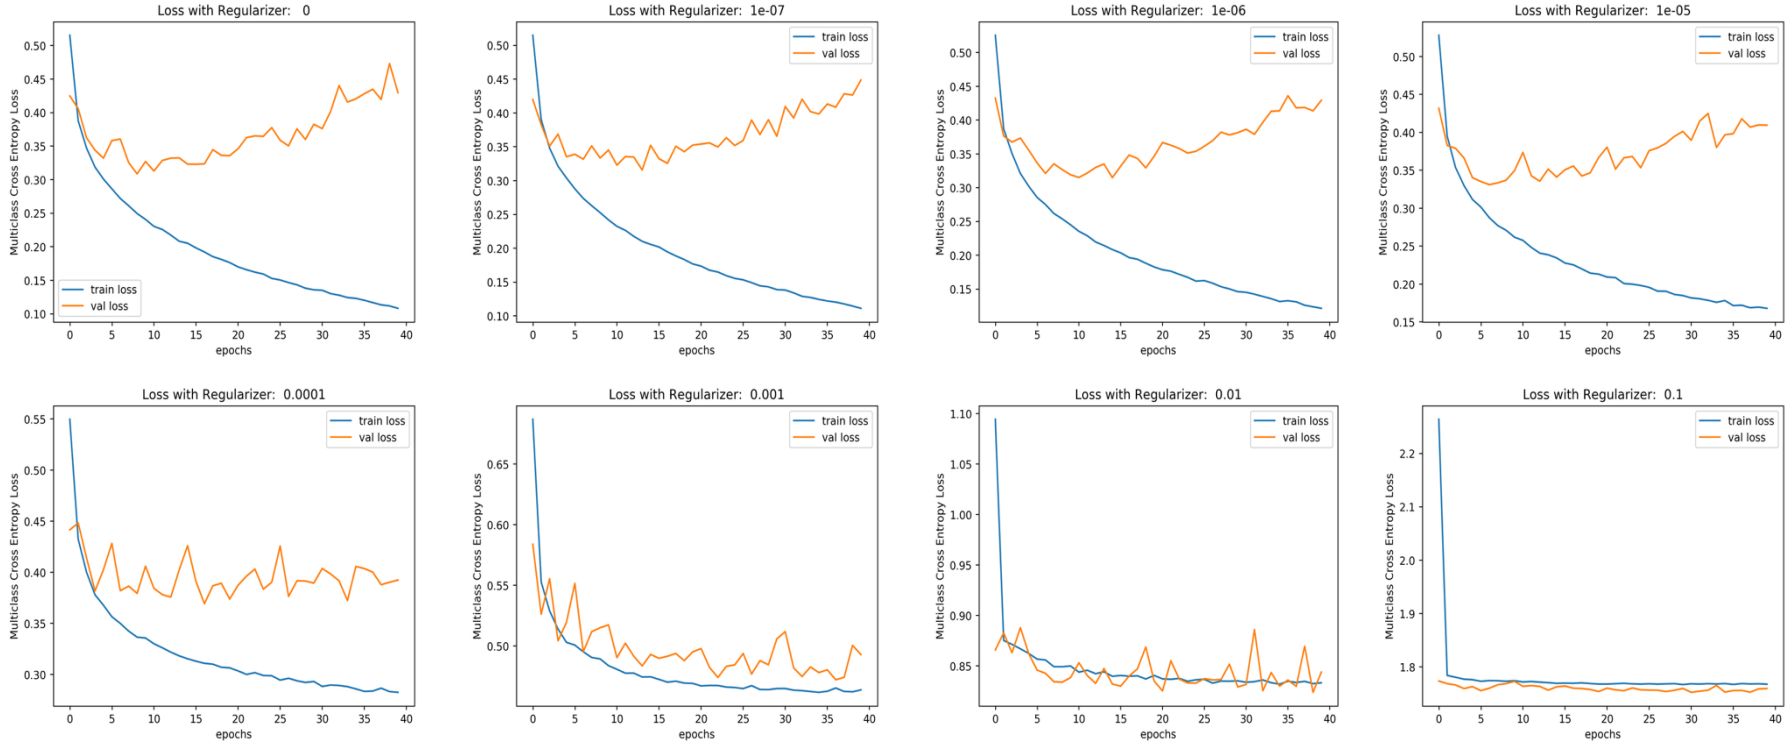 Loss with Regularizer: 0
Multiclass Cross Entropy Loss
0.50
0.45
0.40
0.35
0.30
0.25
0.20
0.15
0.10
train loss
val loss
0 5 10 15 20 25 30 35 40
epochs
Loss with Regularizer: 1e-07
Multiclass Cross Entropy Loss
0.50
0.45
0.40
0.35
0.30
0.25
0.20
0.15
0.10
train loss
val loss
0 5 10 15 20 25 30 35 40
epochs
Loss with Regularizer: 1e-06
Multiclass Cross Entropy Loss
0.50
0.45
0.40
0.35
0.30
0.25
0.20
0.15
train loss
val loss
0 5 10 15 20 25 30 35 40
epochs
Loss with Regularizer: 1e-05
Multiclass Cross Entropy Loss
0.50
0.45
0.40
0.35
0.30
0.25
0.20
0.15
train loss
val loss
0 5 10 15 20 25 30 35 40
epochs
Loss with Regularizer: 0.0001
Multiclass Cross Entropy Loss
0.55
0.50
0.45
0.40
0.35
0.30
train loss
val loss
0 5 10 15 20 25 30 35 40
epochs
Loss with Regularizer: 0.001
Multiclass Cross Entropy Loss
0.65
0.60
0.55
0.50
train loss
val loss
0 5 10 15 20 25 30 35 40
epochs
Loss with Regularizer: 0.01
Multiclass Cross Entropy Loss
1.10
1.05
1.00
0.95
0.90
0.85
train loss
val loss
0 5 10 15 20 25 30 35 40
epochs
Loss with Regularizer: 0.1
Multiclass Cross Entropy Loss
2.2
2.1
2.0
1.9
1.8
train loss
val loss
0 5 10 15 20 25 30 35 40
epochs